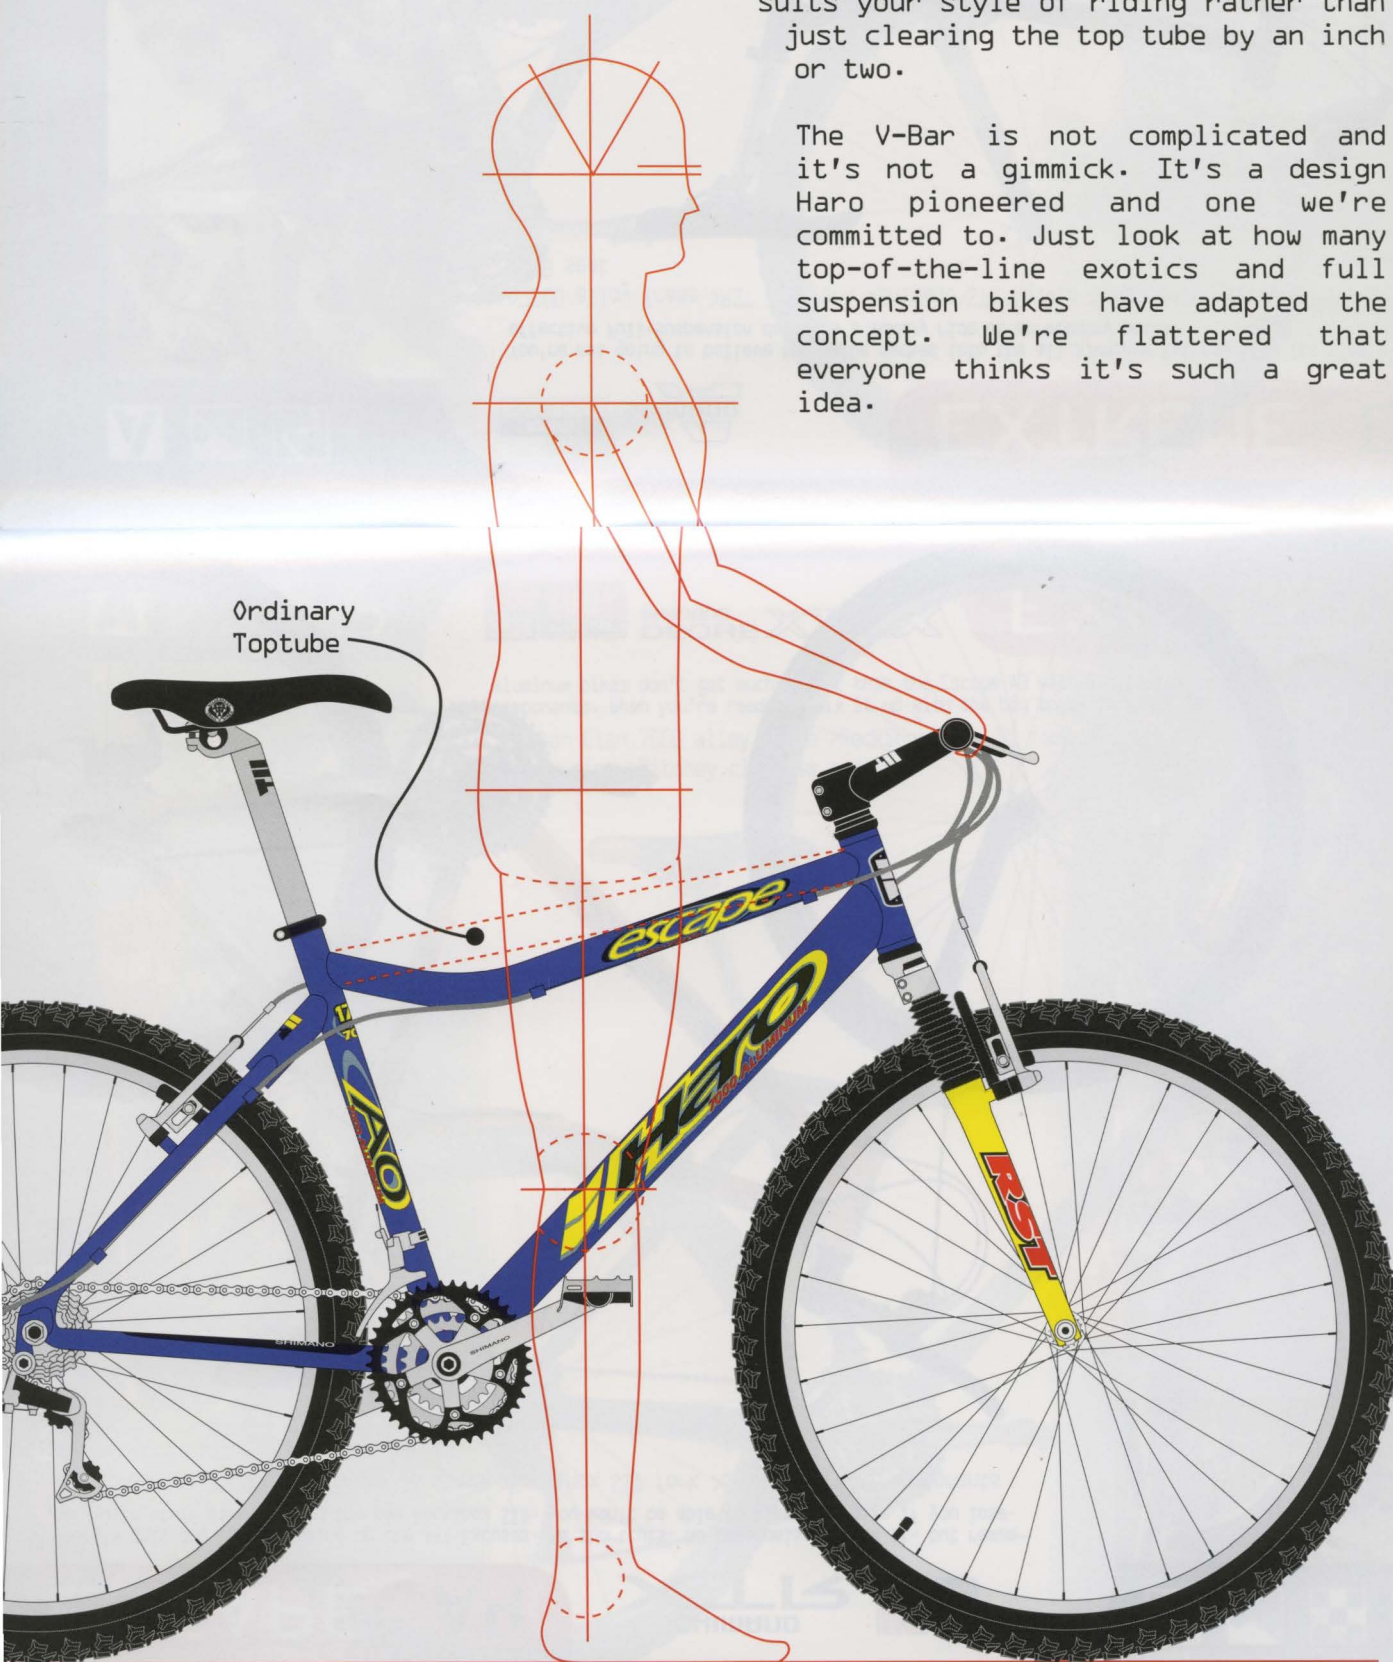 suits your style of riding rather than
just clearing the top tube by an inch
or two.
The V-Bar is not complicated and
it's not a gimmick. It's a design
Haro pioneered and one we're
committed to. Just look at how many
top-of-the-line exotics and full
suspension bikes have adapted the
concept. We're flattered that
everyone thinks it's such a great
idea.
Ordinary
Toptube
escape
Haro
7000 ALUMINUM
17
RST
SHIMANO
SHIMANO